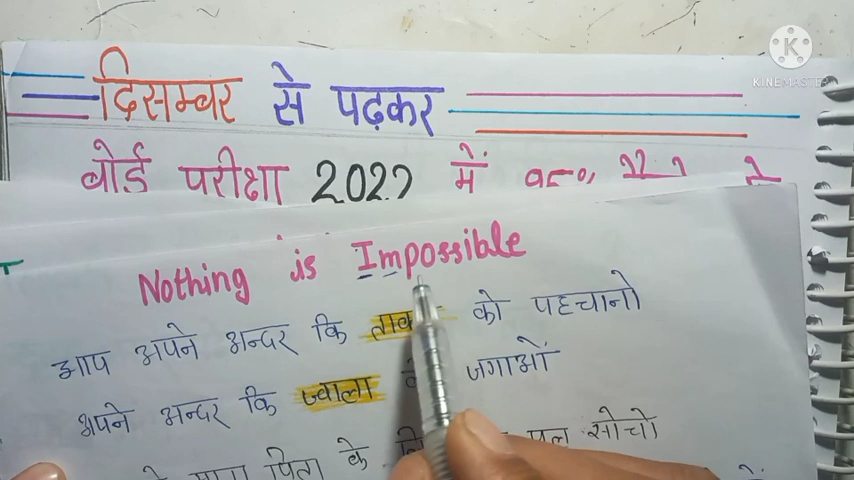 KINEMASTER
दिसम्बर से पढ़कर
बोर्ड परीक्षा 2022 में
Nothing is Impossible
आप अपने अन्दर कि को पहचानो
अपने अन्दर कि ज्वाला जगाओं
पिता के पल सोचो